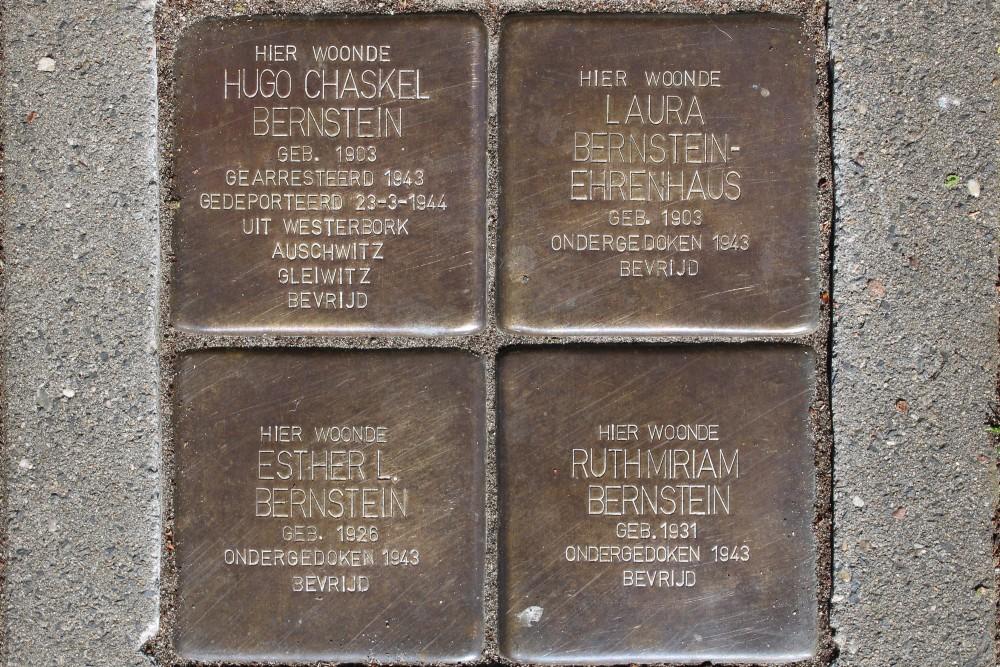 HIER WOONDE
HUGO CHASKEL
BERNSTEIN
GEB. 1903
GEARRESTEERD 1943
GEDEPORTEERD 23-3-1944
UIT WESTERBORK
AUSCHWITZ
GLEIWITZ
BEVRIJD
HIER WOONDE
LAURA
BERNSTEIN-
EHRENHAUS
GEB. 1903
ONDERGEDOKEN 1943
BEVRIJD
HIER WOONDE
ESTHER L.
BERNSTEIN
GEB. 1926
ONDERGEDOKEN 1943
BEVRIJD
HIER WOONDE
RUTH MIRIAM
BERNSTEIN
GEB. 1931
ONDERGEDOKEN 1943
BEVRIJD